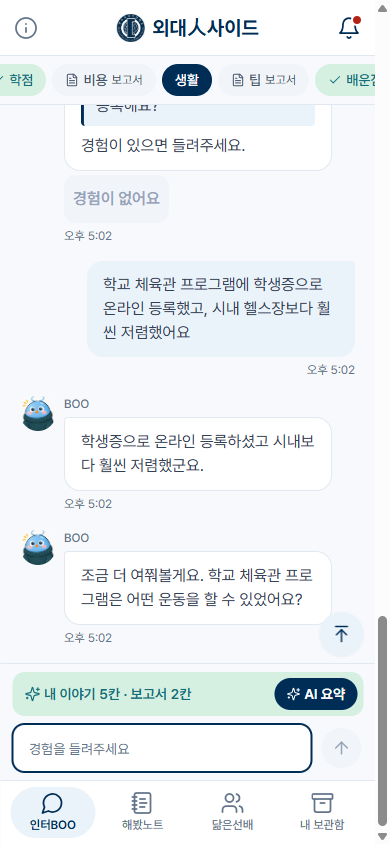 외대人사이드
학점
비용 보고서
생활
팁 보고서
경험이 있으면 들려주세요.
경험이 없어요
오후 5:02
학교 체육관 프로그램에 학생증으로
온라인 등록했고, 시내 헬스장보다 훨
씬 저렴했어요
오후 5:02
BOO
학생증으로 온라인 등록하셨고 시내보
다 훨씬 저렴했군요.
오후 5:02
BOO
조금 더 여쭤볼게요. 학교 체육관 프로
그램은 어떤 운동을 할 수 있었어요?
오후 5:02
내 이야기 5칸 · 보고서 2칸
AI 요약
경험을 들려주세요
인터BOO
해봤노트
닮은선배
내 보관함